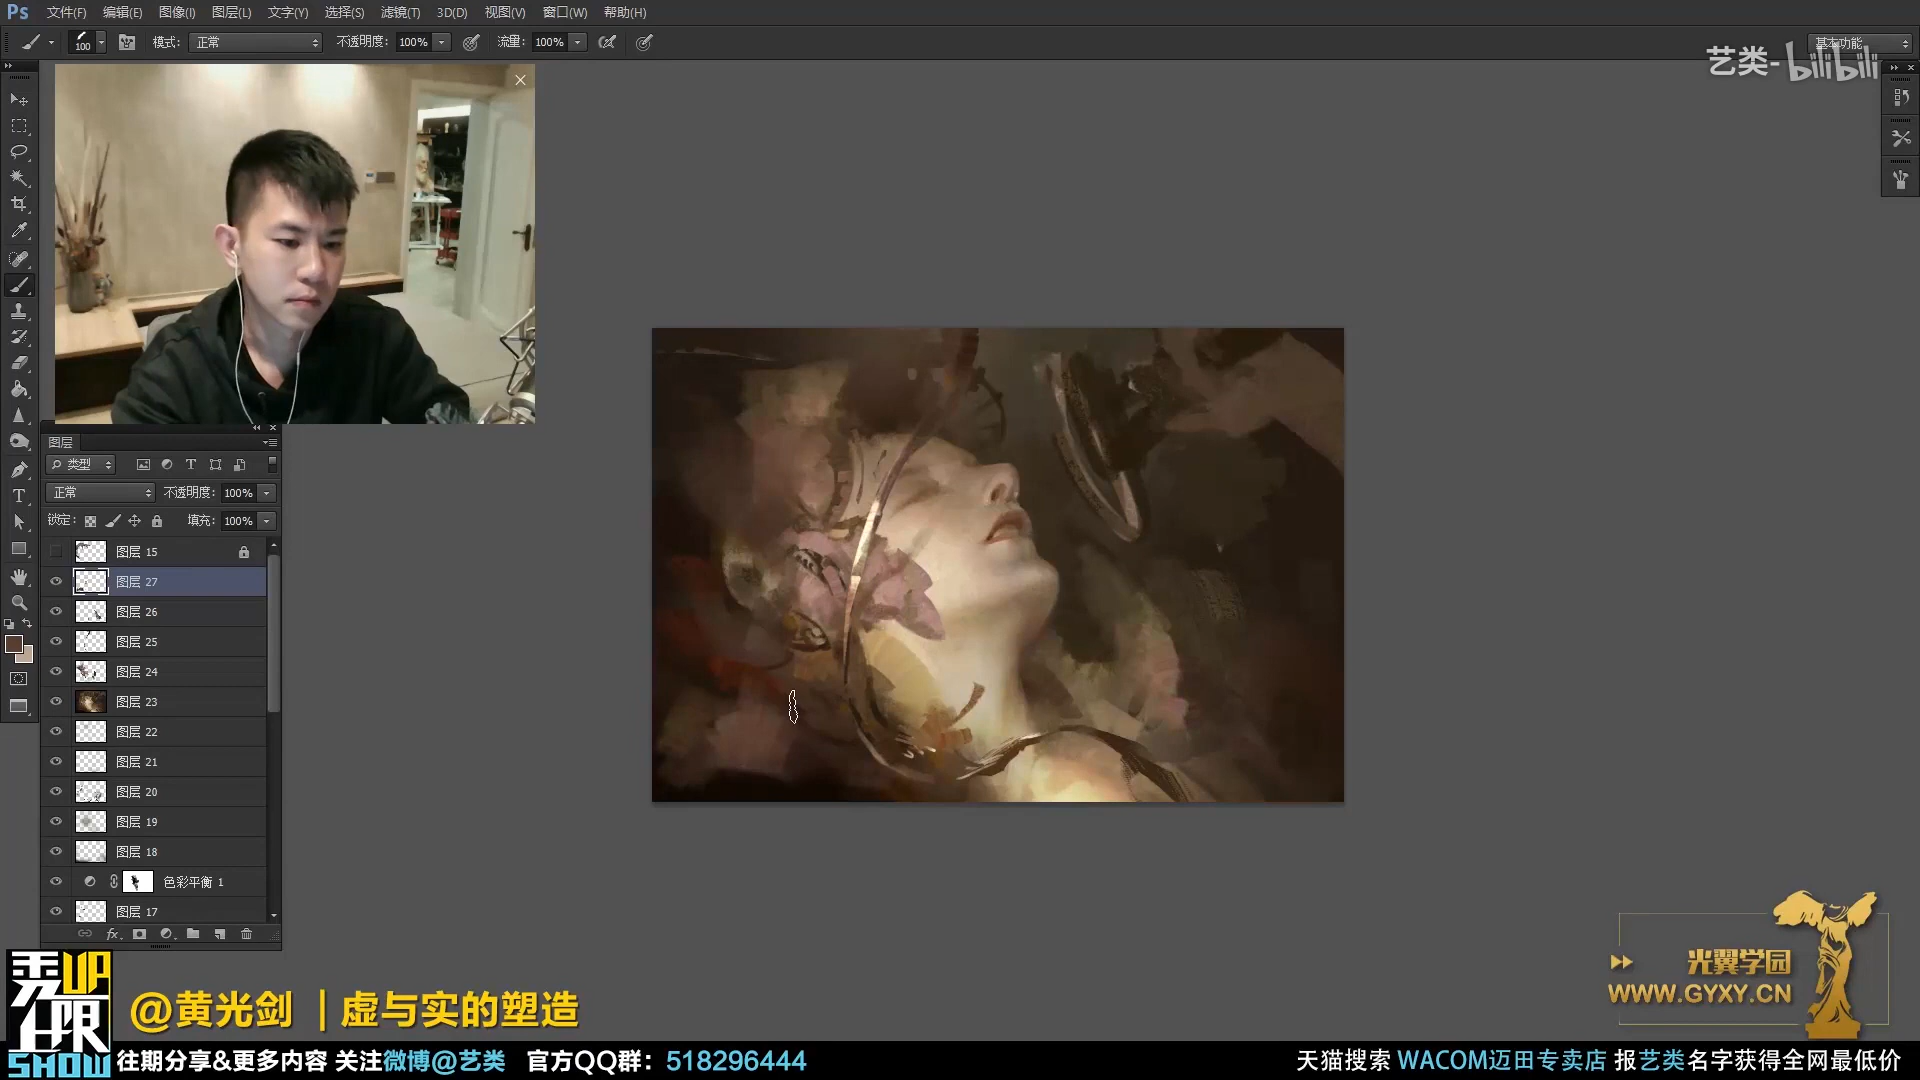 Ps 文件(F) 编辑(E) 图像(I) 图层(L) 文字(Y) 选择(S) 滤镜(T) 3D(D) 视图(V) 窗口(W) 帮助(H)
100 模式: 正常 不透明度: 100% 流量: 100% 基本功能
艺类-bilibili
图层
类型
正常 不透明度: 100%
锁定: 填充: 100%
图层 15
图层 27
图层 26
图层 25
图层 24
图层 23
图层 22
图层 21
图层 20
图层 19
图层 18
色彩平衡 1
图层 17
fx
光翼学园
WWW.GYXY.CN
秀UP
HR
SHOW
@黄光剑 | 虚与实的塑造
往期分享&更多内容 关注微博@艺类 官方QQ群: 518296444
天猫搜索 WACOM迈田专卖店 报艺类名字获得全网最低价